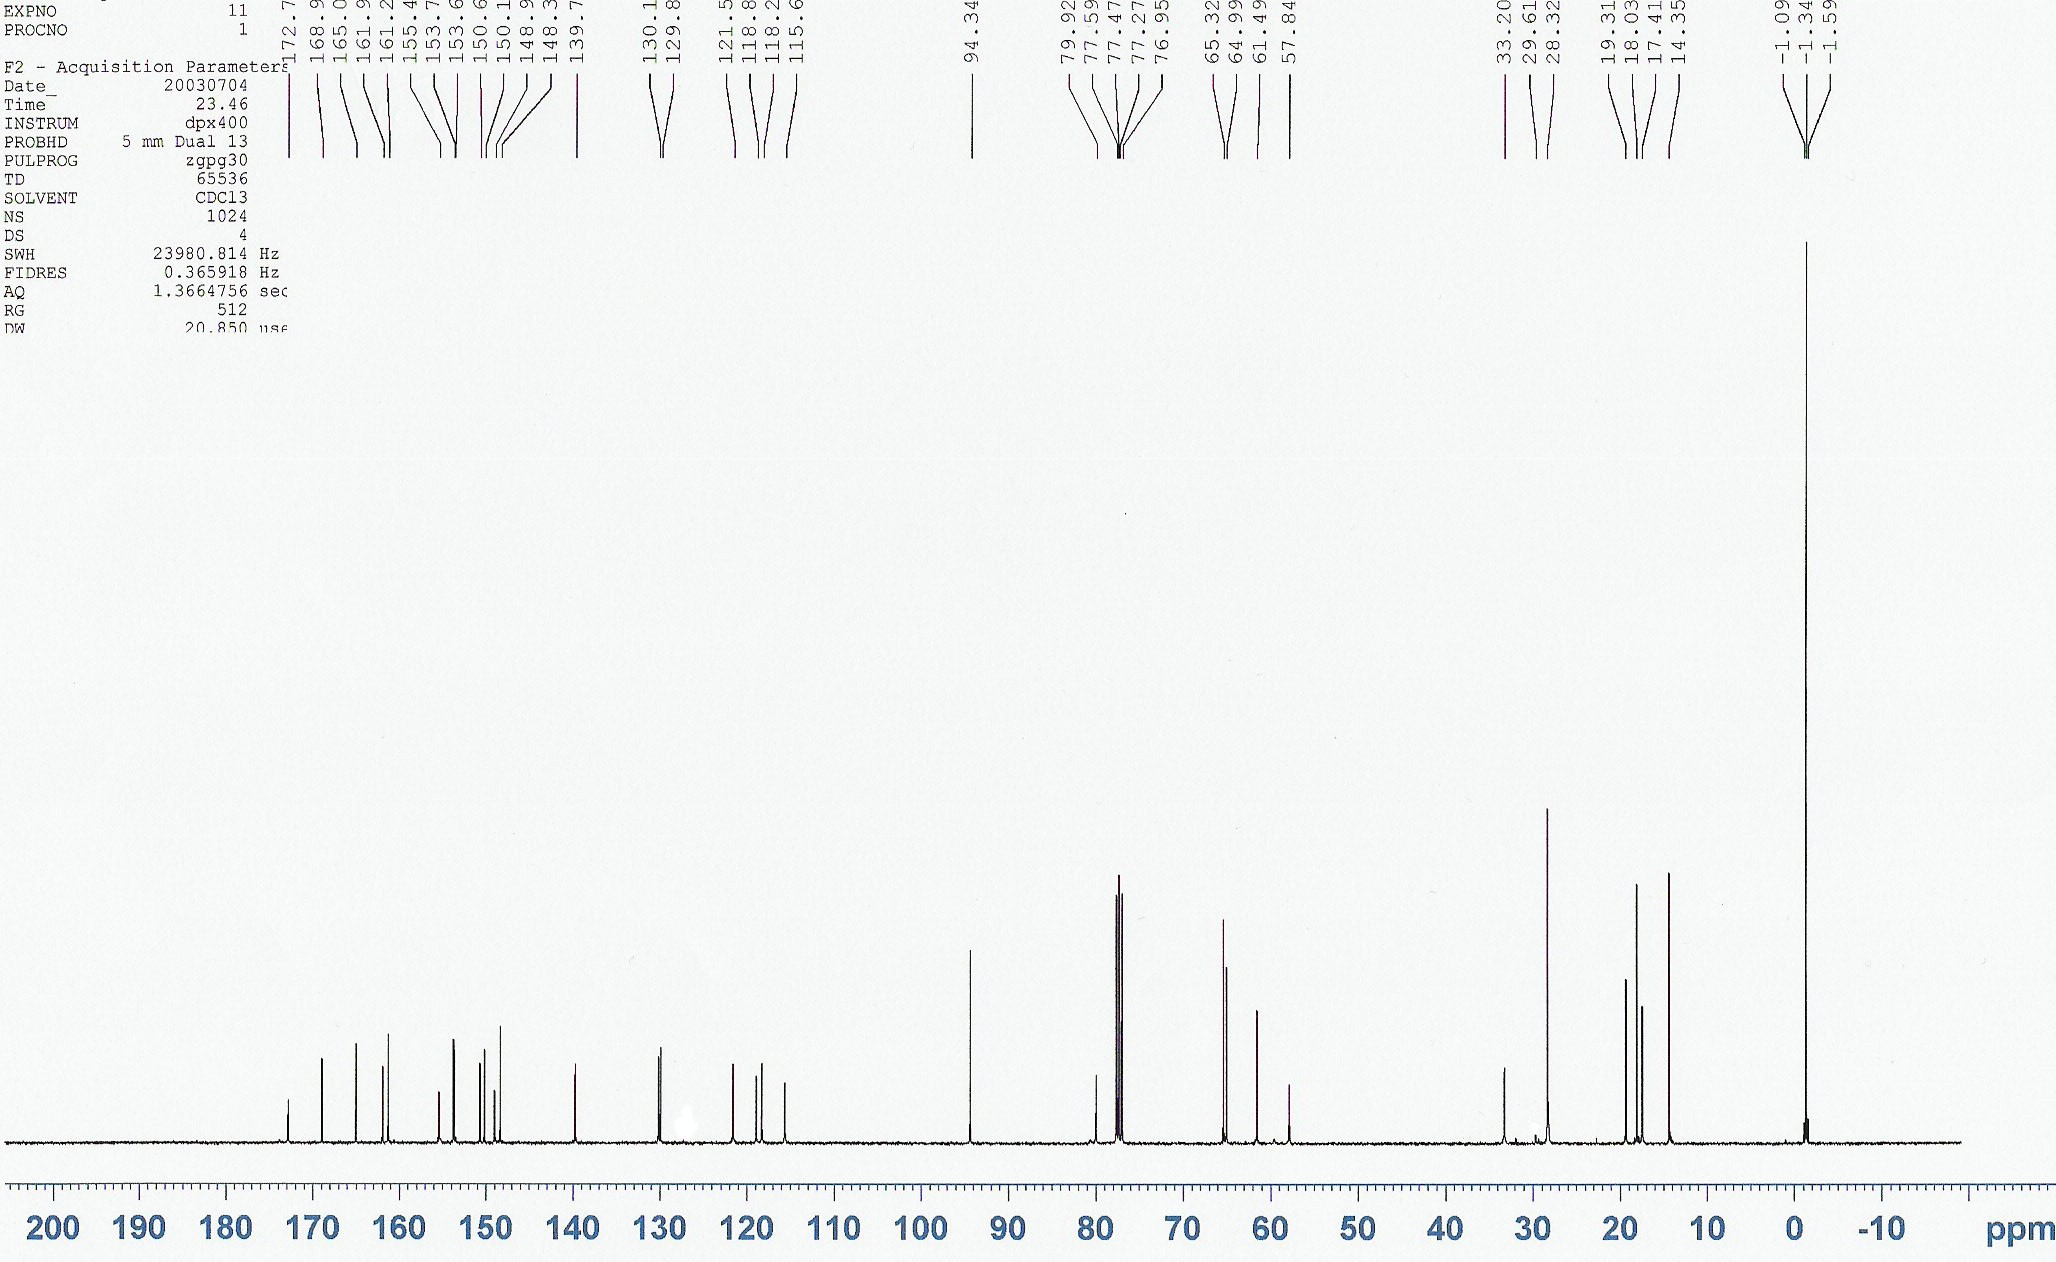 EXPNO 11
PROCNO 1
F2 - Acquisition Parameters
Date_ 20030704
Time 23.46
INSTRUM dpx400
PROBHD 5 mm Dual 13
PULPROG zgpg30
TD 65536
SOLVENT CDCl3
NS 1024
DS 4
SWH 23980.814 Hz
FIDRES 0.365918 Hz
AQ 1.3664756 sec
RG 512
DW 20.850 use
172.7
168.9
165.0
161.9
161.2
155.4
153.7
153.6
150.6
150.1
148.9
148.3
139.7
130.1
129.8
121.5
118.8
118.2
115.6
94.34
79.92
77.59
77.47
77.27
76.95
65.32
64.99
61.49
57.84
33.20
29.61
28.32
19.31
18.03
17.41
14.35
-1.09
-1.34
-1.59
200 190 180 170 160 150 140 130 120 110 100 90 80 70 60 50 40 30 20 10 0 -10 ppm